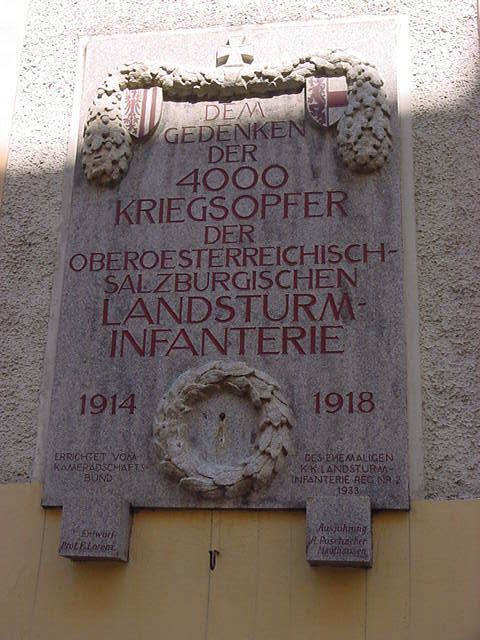 DEM
GEDENKEN
DER
4000
KRIEGSOPFER
DER
OBEROESTERREICHISCH-
SALZBURGISCHEN
LANDSTURM-
INFANTERIE
1914 1918
ERRICHTET VOM
KAMERADSCHAFTS-
BUND
DES EHEMALIGEN
K.K. LANDSTURM-
INFANTERIE REG. NR 2
1933
Entwurf
Prof. F. Lorenz
Ausführung
Mauthausen